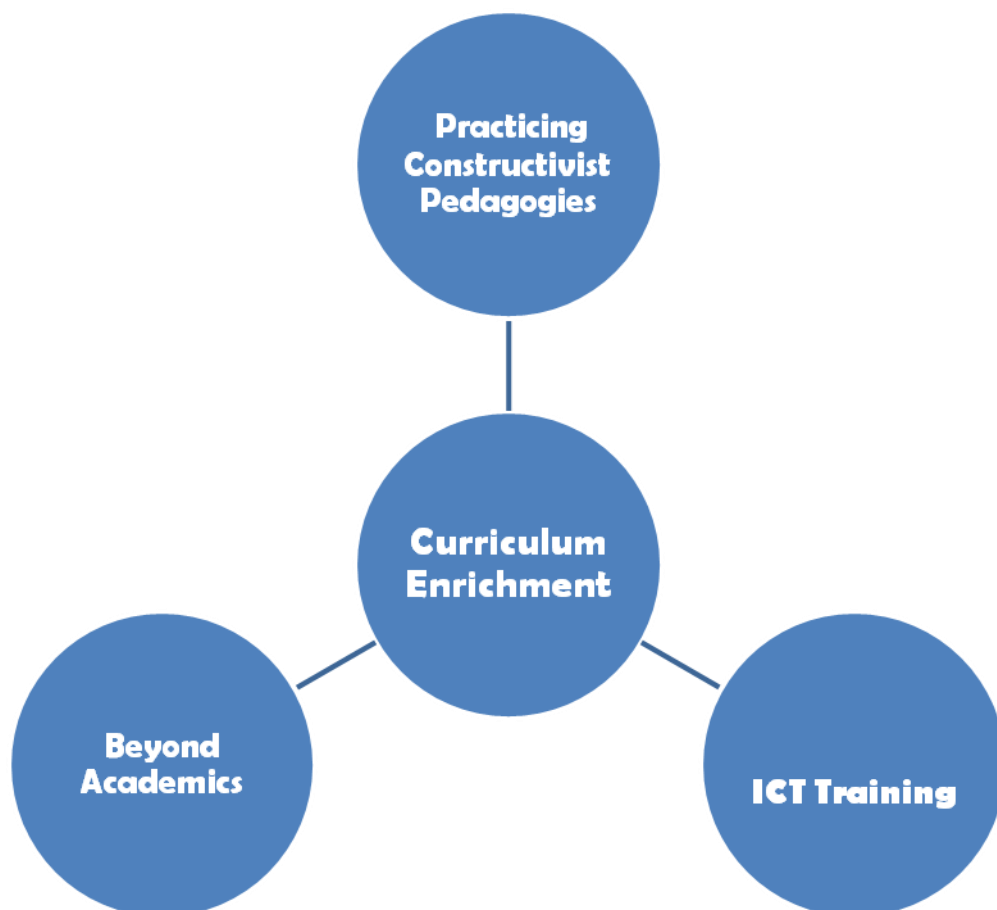 Practicing
Constructivist
Pedagogies
Curriculum
Enrichment
Beyond
Academics
ICT Training